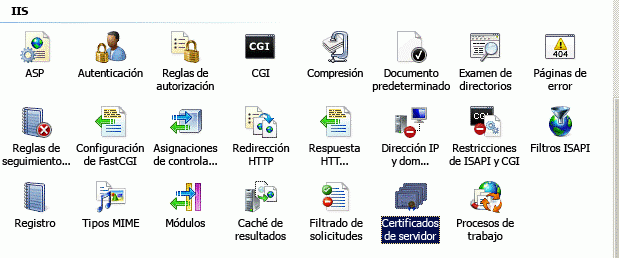 IIS
CGI
404
CGI
ASP
Autenticación
Reglas de
autorización
CGI
Compresión
Documento
predeterminado
Examen de
directorios
Páginas de
error
Reglas de
seguimiento...
Configuración
de FastCGI
Asignaciones
de controla...
Redirección
HTTP
Respuesta
HTT...
Dirección IP
y dom...
Restricciones
de ISAPI y CGI
Filtros ISAPI
Registro
Tipos MIME
Módulos
Caché de
resultados
Filtrado de
solicitudes
Certificados
de servidor
Procesos de
trabajo